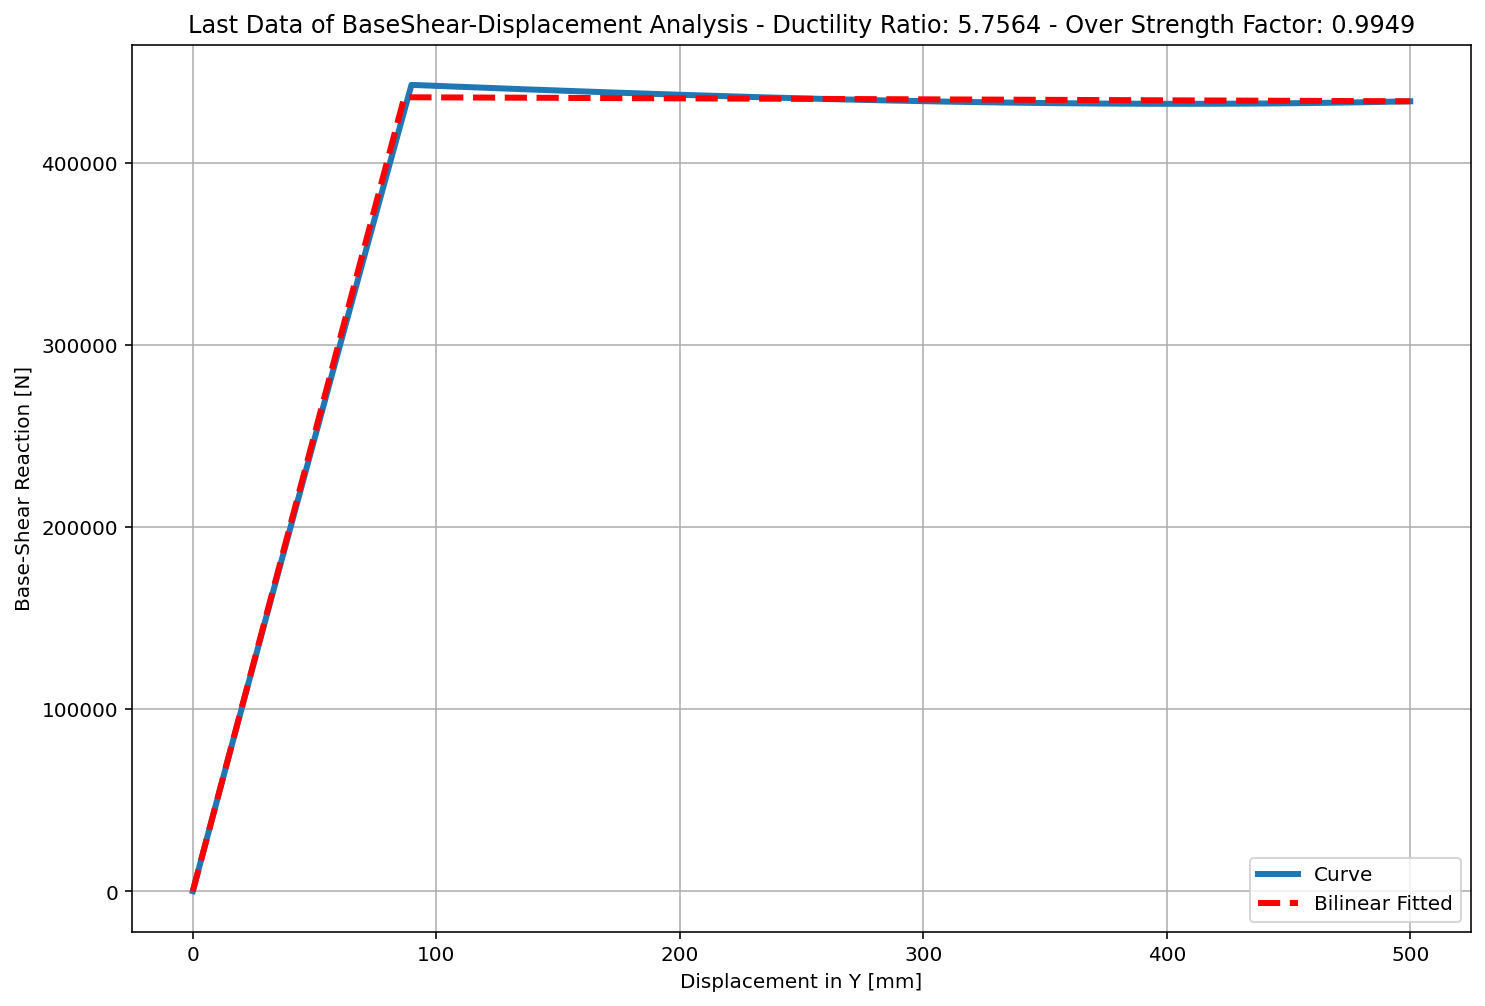 Last Data of BaseShear-Displacement Analysis - Ductility Ratio: 5.7564 - Over Strength Factor: 0.9949
Base-Shear Reaction [N]
400000
300000
200000
100000
0
0 100 200 300 400 500
Displacement in Y [mm]
Curve
Bilinear Fitted